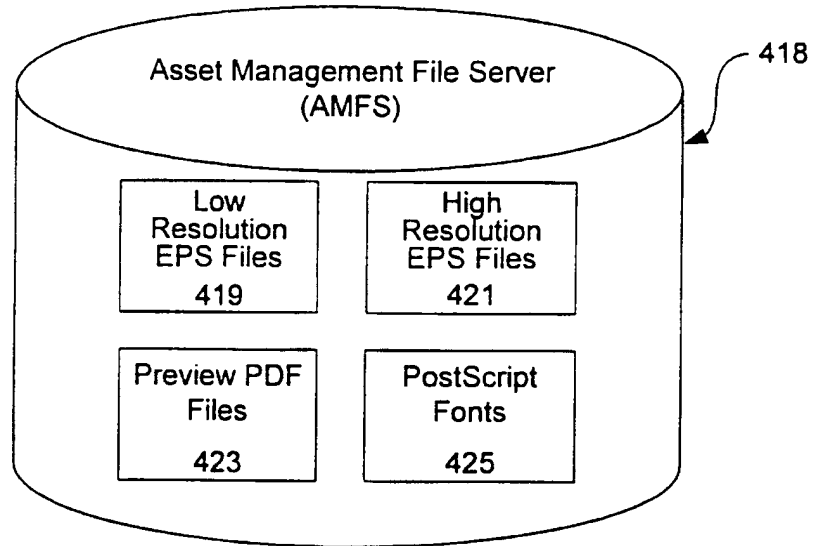 Asset Management File Server
(AMFS)
418
Low
Resolution
EPS Files
419
High
Resolution
EPS Files
421
Preview PDF
Files
423
PostScript
Fonts
425